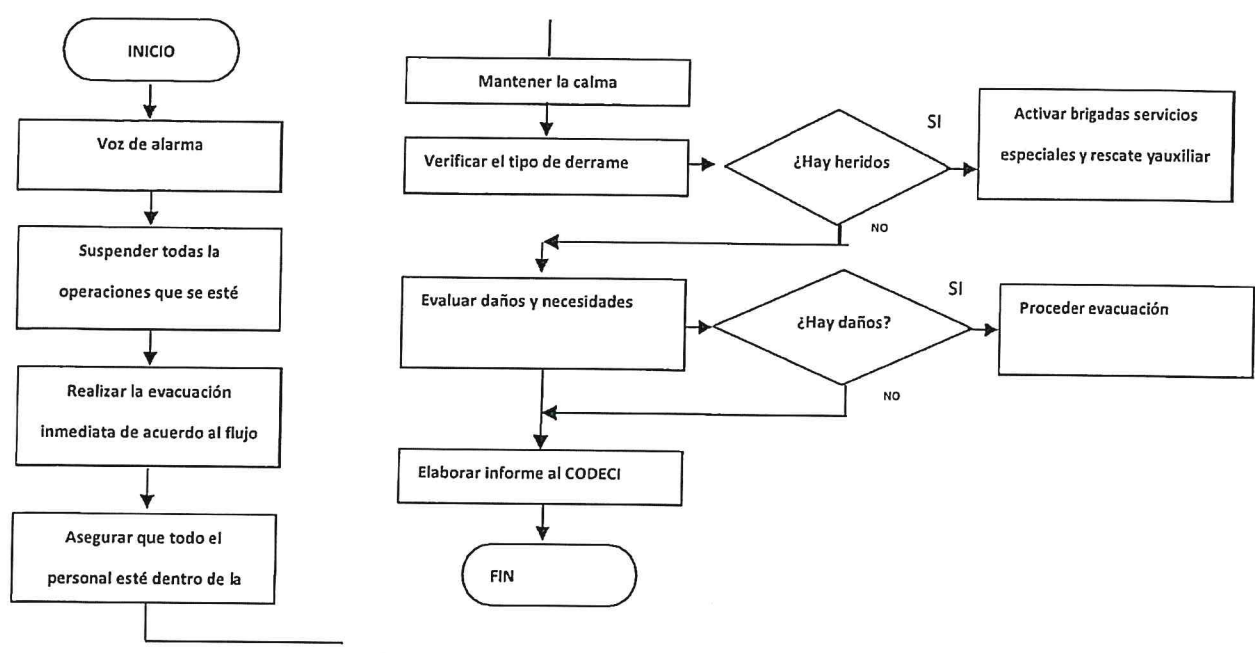 INICIO
Voz de alarma
Suspender todas la
operaciones que se esté
Realizar la evacuación
inmediata de acuerdo al flujo
Asegurar que todo el
personal esté dentro de la
Mantener la calma
Verificar el tipo de derrame
¿Hay heridos
SI
Activar brigadas servicios
especiales y rescate yauxiliar
NO
Evaluar daños y necesidades
¿Hay daños?
SI
Proceder evacuación
NO
Elaborar informe al CODECI
FIN